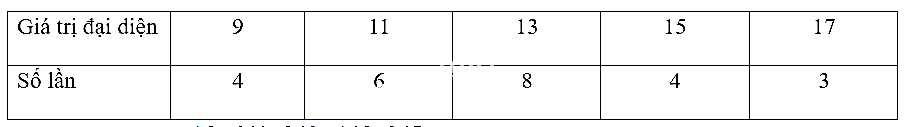 Giá trị đại diện 9 11 13 15 17
Số lần 4 6 8 4 3